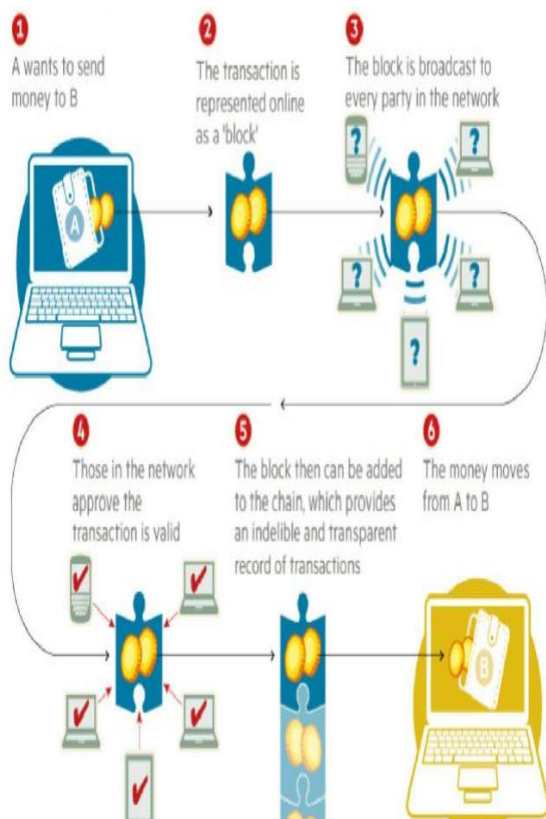 1
A wants to send
money to B
2
The transaction is
represented online
as a 'block'
3
The block is broadcast to
every party in the network
A
?
?
?
?
?
4
Those in the network
approve the
transaction is valid
5
The block then can be added
to the chain, which provides
an indelible and transparent
record of transactions
6
The money moves
from A to B
B